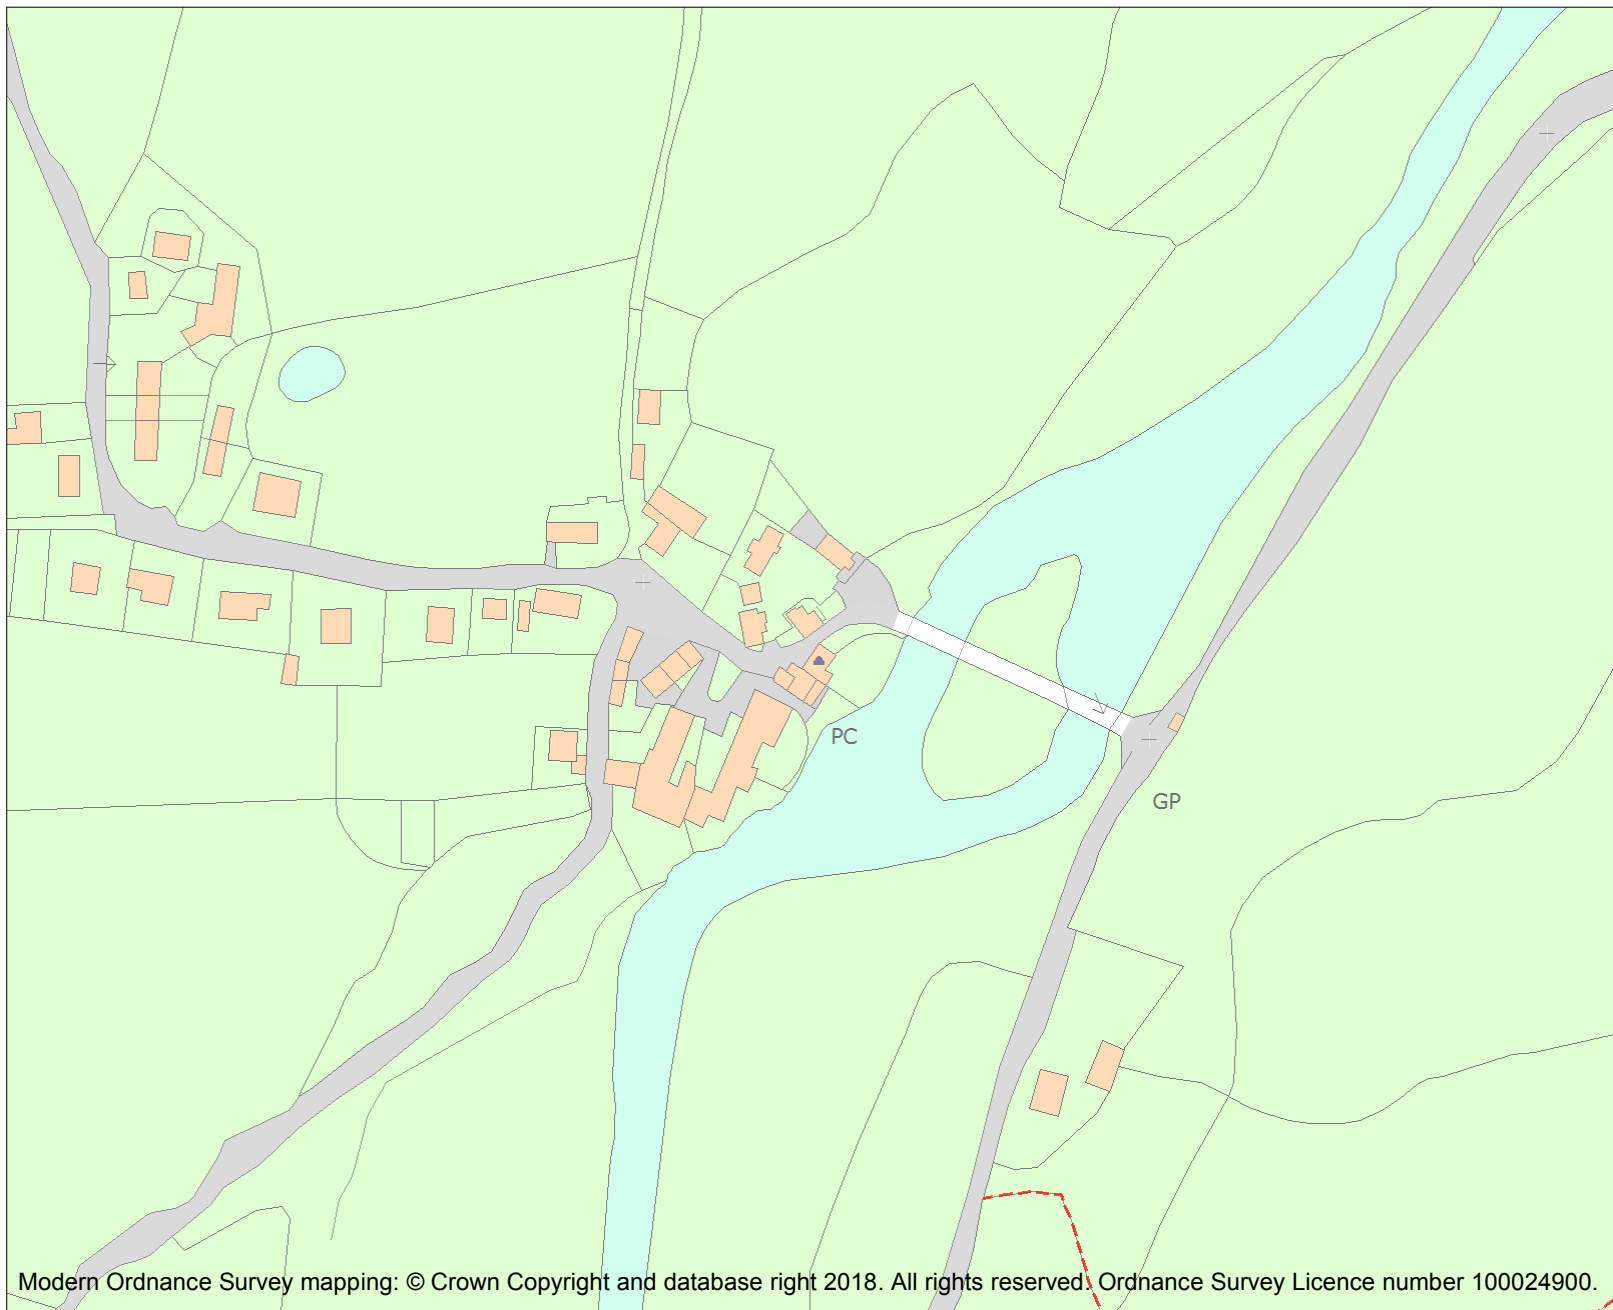 PC
GP
Modern Ordnance Survey mapping: © Crown Copyright and database right 2018. All rights reserved. Ordnance Survey Licence number 100024900.